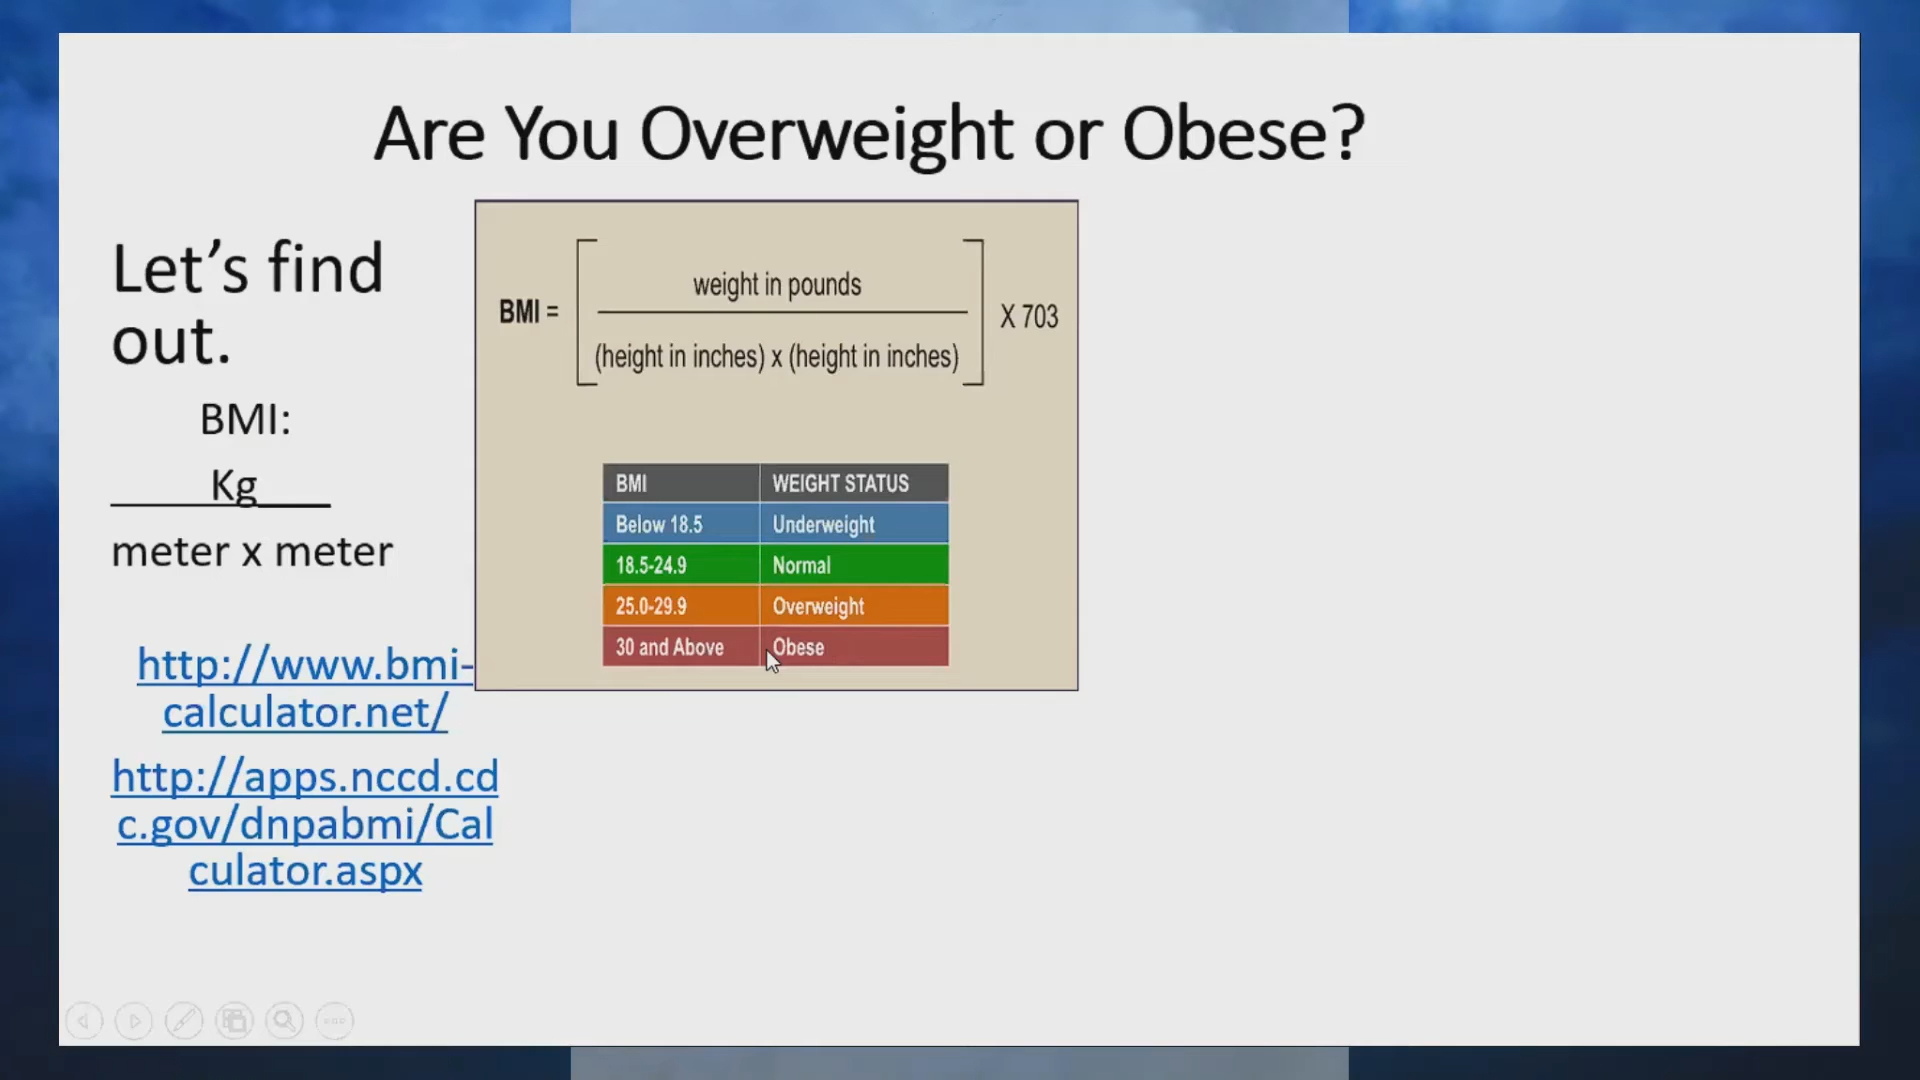 Are You Overweight or Obese?
Let’s find
out.
BMI:
Kg
meter x meter
http://www.bmi-
calculator.net/
http://apps.nccd.cd
c.gov/dnpabmi/Cal
culator.aspx
weight in pounds
BMI = X 703
(height in inches) x (height in inches)
BMI WEIGHT STATUS
Below 18.5 Underweight
18.5-24.9 Normal
25.0-29.9 Overweight
30 and Above Obese